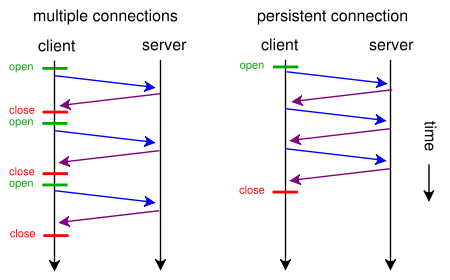 multiple connections
client server
open
close
open
close
open
close
persistent connection
client server
open
close
time